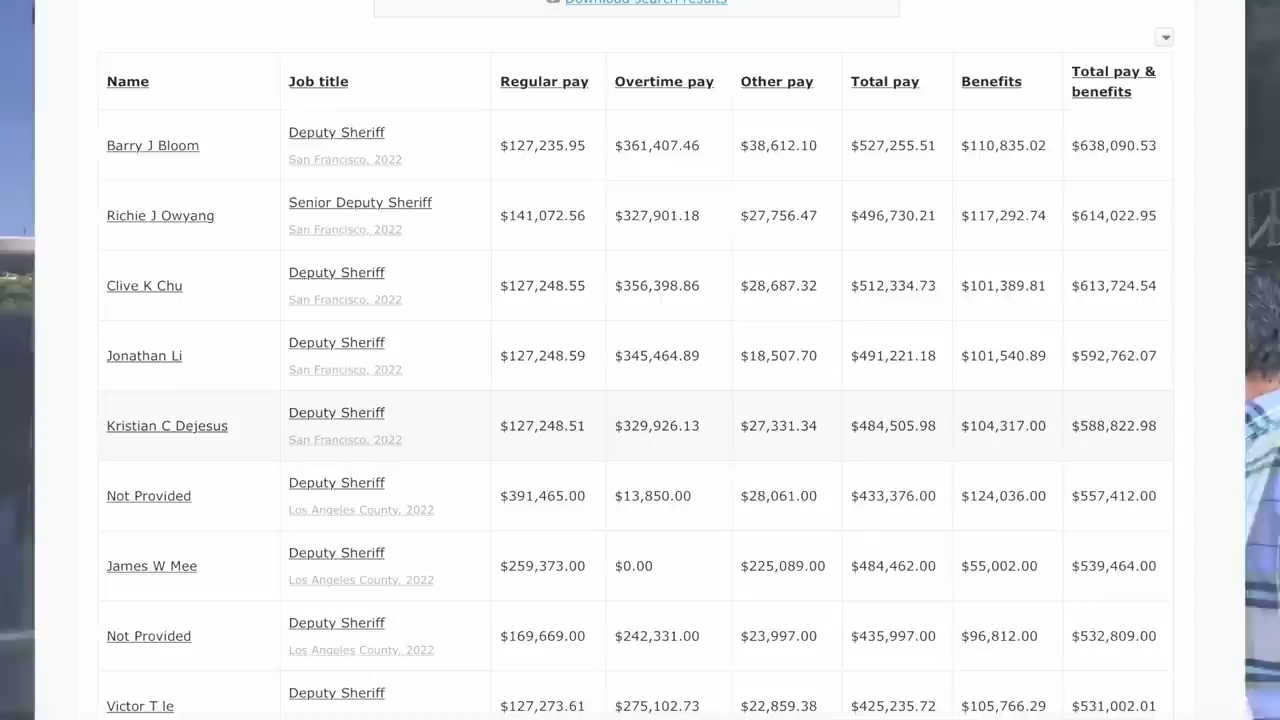 Download search results
Name Job title Regular pay Overtime pay Other pay Total pay Benefits Total pay & benefits
Barry J Bloom Deputy Sheriff San Francisco, 2022 $127,235.95 $361,407.46 $38,612.10 $527,255.51 $110,835.02 $638,090.53
Richie J Owyang Senior Deputy Sheriff San Francisco, 2022 $141,072.56 $327,901.18 $27,756.47 $496,730.21 $117,292.74 $614,022.95
Clive K Chu Deputy Sheriff San Francisco, 2022 $127,248.55 $356,398.86 $28,687.32 $512,334.73 $101,389.81 $613,724.54
Jonathan Li Deputy Sheriff San Francisco, 2022 $127,248.59 $345,464.89 $18,507.70 $491,221.18 $101,540.89 $592,762.07
Kristian C Dejesus Deputy Sheriff San Francisco, 2022 $127,248.51 $329,926.13 $27,331.34 $484,505.98 $104,317.00 $588,822.98
Not Provided Deputy Sheriff Los Angeles County, 2022 $391,465.00 $13,850.00 $28,061.00 $433,376.00 $124,036.00 $557,412.00
James W Mee Deputy Sheriff Los Angeles County, 2022 $259,373.00 $0.00 $225,089.00 $484,462.00 $55,002.00 $539,464.00
Not Provided Deputy Sheriff Los Angeles County, 2022 $169,669.00 $242,331.00 $23,997.00 $435,997.00 $96,812.00 $532,809.00
Victor T le Deputy Sheriff $127,273.61 $275,102.73 $22,859.38 $425,235.72 $105,766.29 $531,002.01